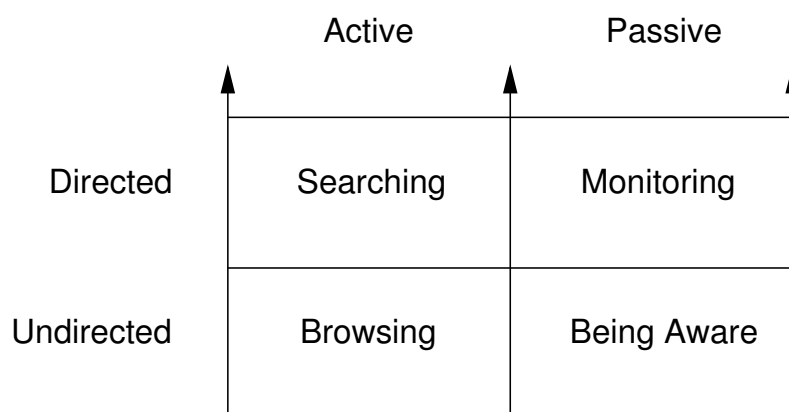 Active Passive
Directed Searching Monitoring
Undirected Browsing Being Aware